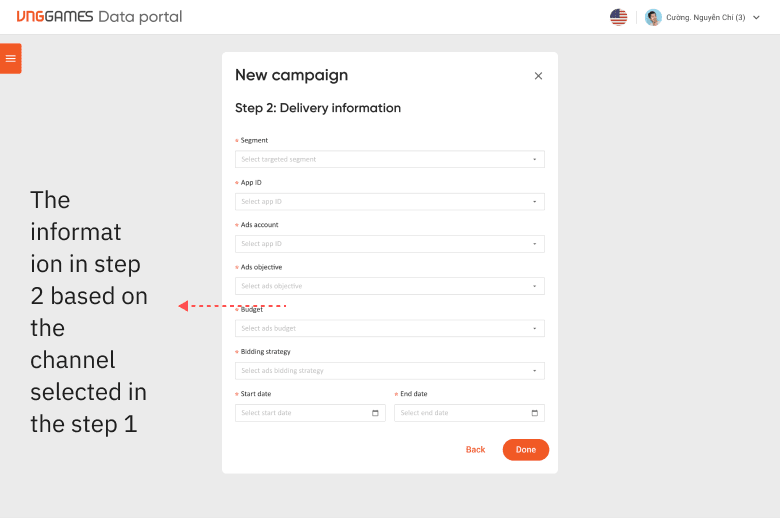 VNGGAMES Data portal
Cường. Nguyễn Chí (3)
New campaign
Step 2: Delivery information
* Segment
Select targeted segment
* App ID
Select app ID
* Ads account
Select app ID
* Ads objective
Select ads objective
* Budget
Select ads budget
* Bidding strategy
Select ads bidding strategy
* Start date
* End date
Select start date
Select end date
Back
Done
The
informat
ion in step
2 based on
the
channel
selected in
the step 1